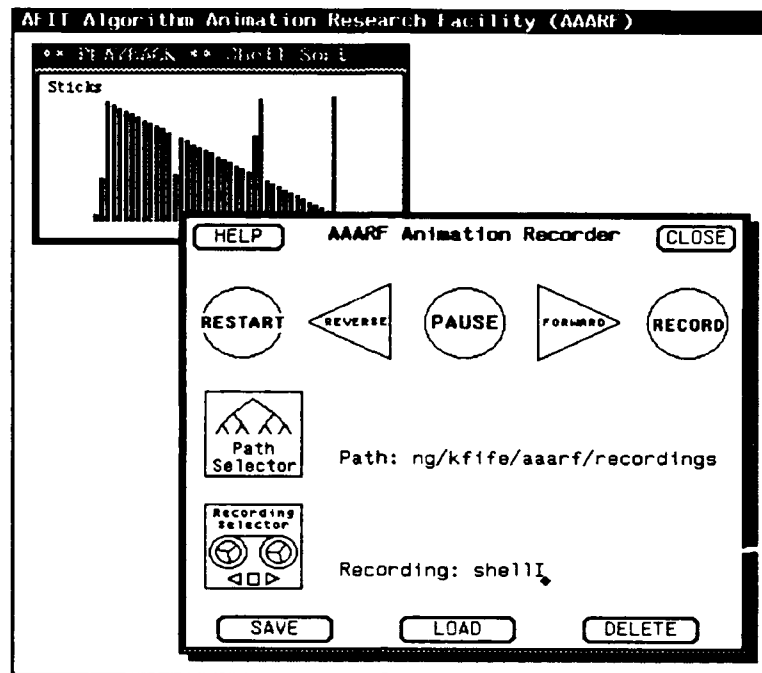 AFIT Algorithm Animation Research Facility (AAARF)
** PLAYBACK ** Shell Sort
Sticks
HELP AAARF Animation Recorder CLOSE
RESTART REVERSE PAUSE FORWARD RECORD
Path
Selector
Path: ng/kfife/aaarf/recordings
Recording
Selector
Recording: shell
SAVE LOAD DELETE